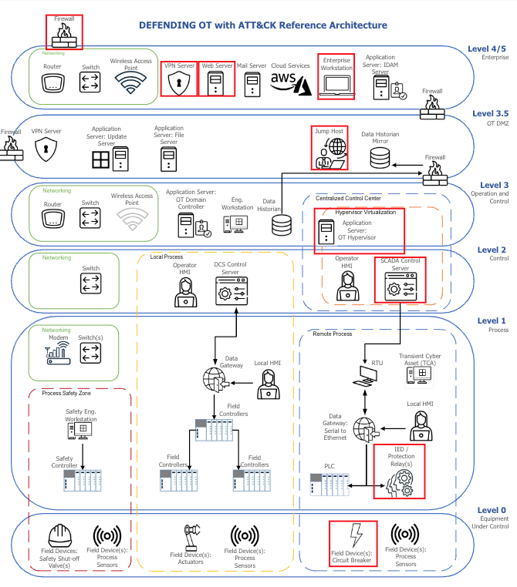 DEFENDING OT with ATT&CK Reference Architecture
Firewall
Level 4/5
Enterprise
Networking
Router
Switch
Wireless Access
Point
VPN Server
Web Server
Mail Server
Cloud Services
aws
Enterprise
Workstation
Application
Server: IDAM
Server
Firewall
Level 3.5
OT DMZ
Firewall
VPN Server
Application
Server: Update
Server
Application
Server: File
Server
Jump Host
Data Historian
Mirror
Firewall
Level 3
Operation and
Control
Networking
Router
Switch
Wireless Access
Point
Application Server:
OT Domain
Controller
Eng.
Workstation
Data
Historian
Centralized Control Center
Hypervisor Virtualization
Application
Server:
OT Hypervisor
Level 2
Control
Networking
Switch
Local Process
Operator
HMI
DCS Control
Server
Operator
HMI
SCADA Control
Server
Level 1
Process
Networking
Modem
Switch(s)
Data
Gateway
Local HMI
Field
Controllers
Field
Controllers
Field
Controllers
Remote Process
RTU
Transient Cyber
Asset (TCA)
Data
Gateway:
Serial to
Ethernet
Local HMI
PLC
IED /
Protection
Relay(s)
Process Safety Zone
Safety Eng.
Workstation
Safety
Controller
Level 0
Equipment
Under Control
Field Devices:
Safety Shut-off
Valve(s)
Field Device(s):
Process
Sensors
Field Device(s):
Actuators
Field Device(s):
Process
Sensors
Field Device(s):
Circuit Breaker
Field Device(s):
Process
Sensors